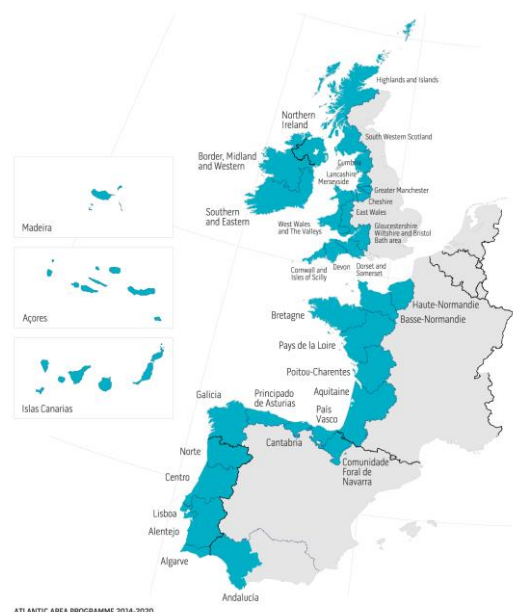 Highlands and Islands
Northern
Ireland
South Western Scotland
Border, Midland
and Western
Cumbria
Lancashire
Merseyside
Greater Manchester
Cheshire
East Wales
Southern
and Eastern
West Wales
and The Valleys
Gloucestershire
Wiltshire and Bristol
Bath area
Cornwall and
Isles of Scilly
Devon
Dorset and
Somerset
Madeira
Açores
Islas Canarias
Haute-Normandie
Basse-Normandie
Bretagne
Pays de la Loire
Poitou-Charentes
Aquitaine
País
Vasco
Galicia
Principado
de Asturias
Cantabria
Comunidade
Foral de
Navarra
Norte
Centro
Lisboa
Alentejo
Algarve
Andalucía
ATLANTIC AREA PROGRAMME 2014-2020